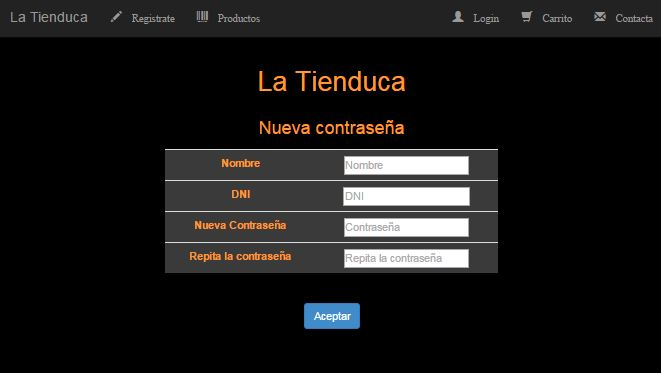 La Tienduca Registrate Productos Login Carrito Contacta
La Tienduca
Nueva contraseña
Nombre Nombre
DNI DNI
Nueva Contraseña Contraseña
Repita la contraseña Repita la contraseña
Aceptar